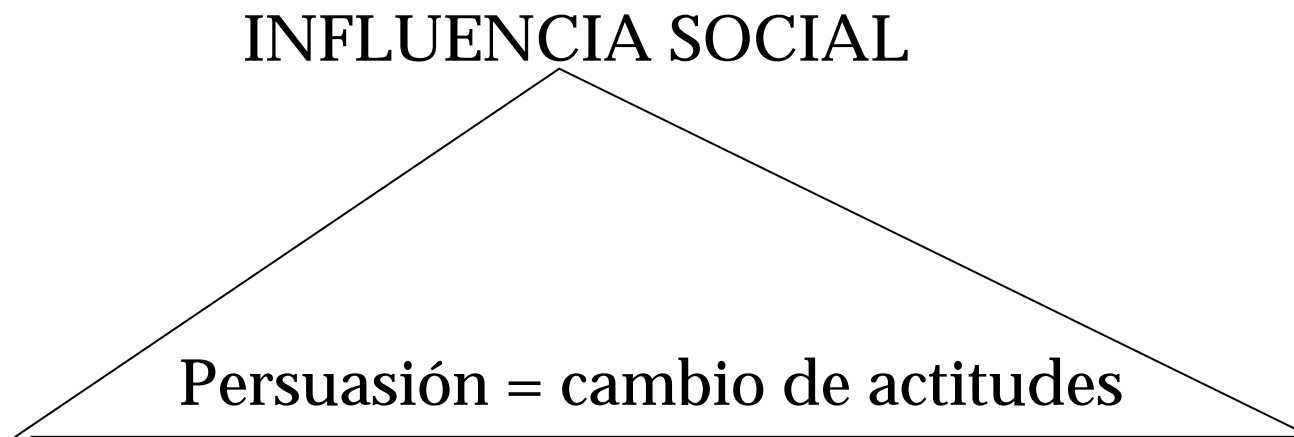 INFLUENCIA SOCIAL
Persuasión = cambio de actitudes